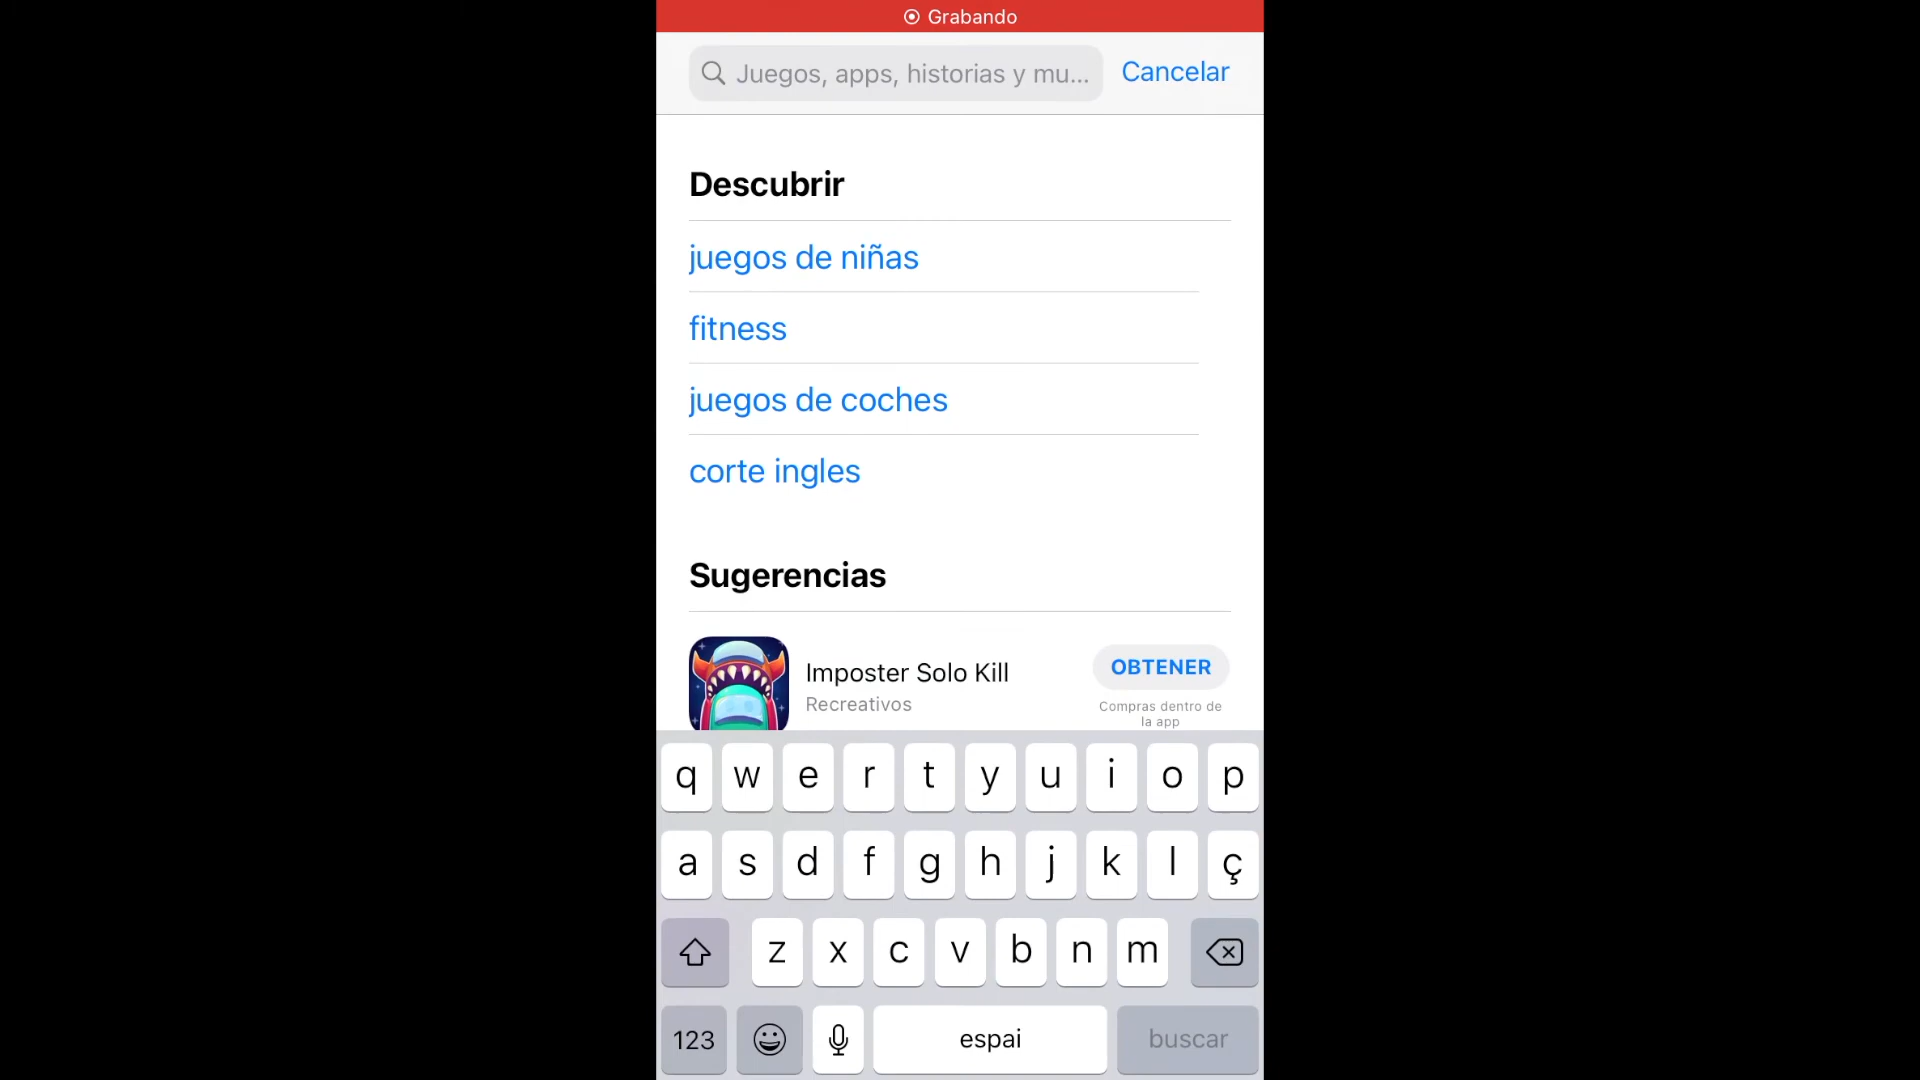 Grabando
Juegos, apps, historias y mu...
Cancelar
Descubrir
juegos de niñas
fitness
juegos de coches
corte ingles
Sugerencias
Imposter Solo Kill
Recreativos
OBTENER
Compras dentro de
la app
q w e r t y u i o p
a s d f g h j k l ç
z x c v b n m
123
espai
buscar